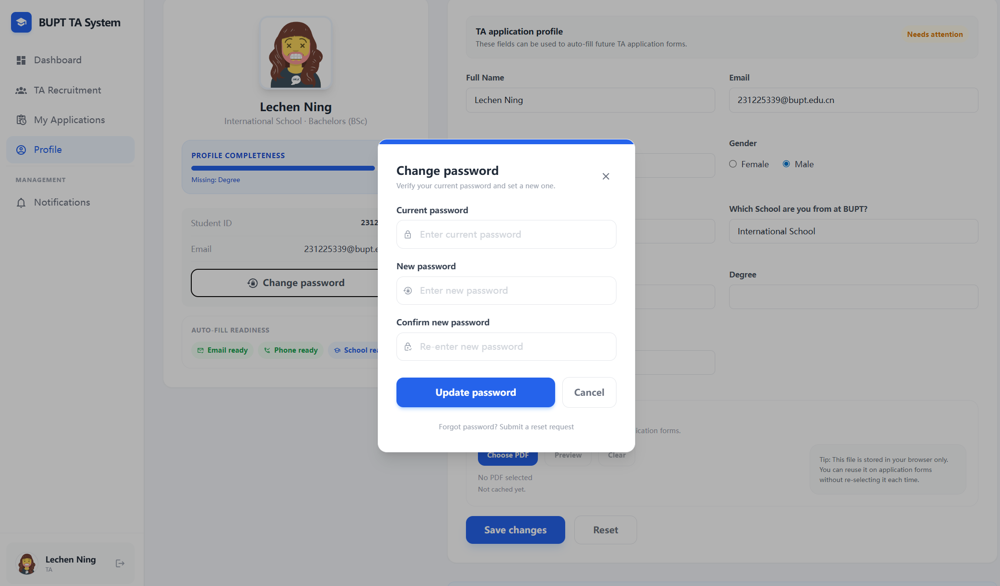 BUPT TA System
Dashboard
TA Recruitment
My Applications
Profile
MANAGEMENT
Notifications
Lechen Ning
TA
HOLA!
Lechen Ning
International School · Bachelors (BSc)
PROFILE COMPLETENESS
Missing: Degree
Student ID
2312
Email
231225339@bupt.e
Change password
AUTO-FILL READINESS
Email ready
Phone ready
School rea
TA application profile
These fields can be used to auto-fill future TA application forms.
Needs attention
Full Name
Lechen Ning
Email
231225339@bupt.edu.cn
Gender
Female
Male
Which School are you from at BUPT?
International School
Degree
ication forms.
Choose PDF
Preview
Clear
No PDF selected
Not cached yet.
Tip: This file is stored in your browser only.
You can reuse it on application forms
without re-selecting it each time.
Save changes
Reset
Change password
Verify your current password and set a new one.
Current password
Enter current password
New password
Enter new password
Confirm new password
Re-enter new password
Update password
Cancel
Forgot password? Submit a reset request